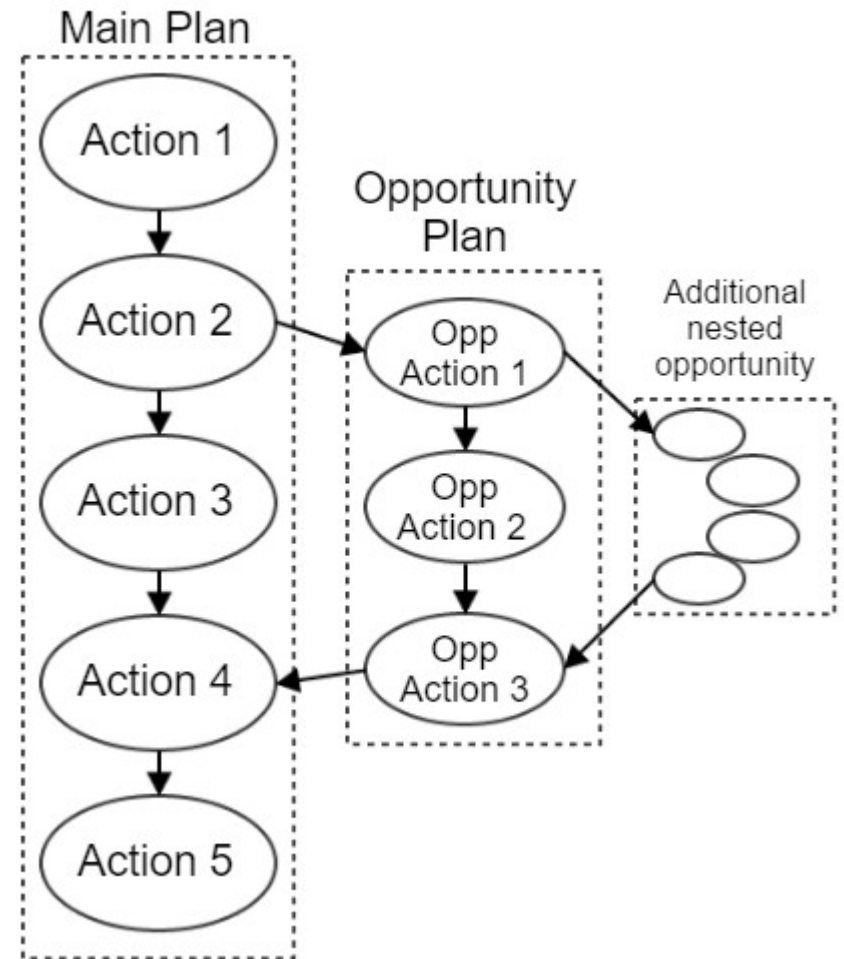 Main Plan
Action 1
Action 2
Action 3
Action 4
Action 5
Opportunity
Plan
Opp
Action 1
Opp
Action 2
Opp
Action 3
Additional
nested
opportunity